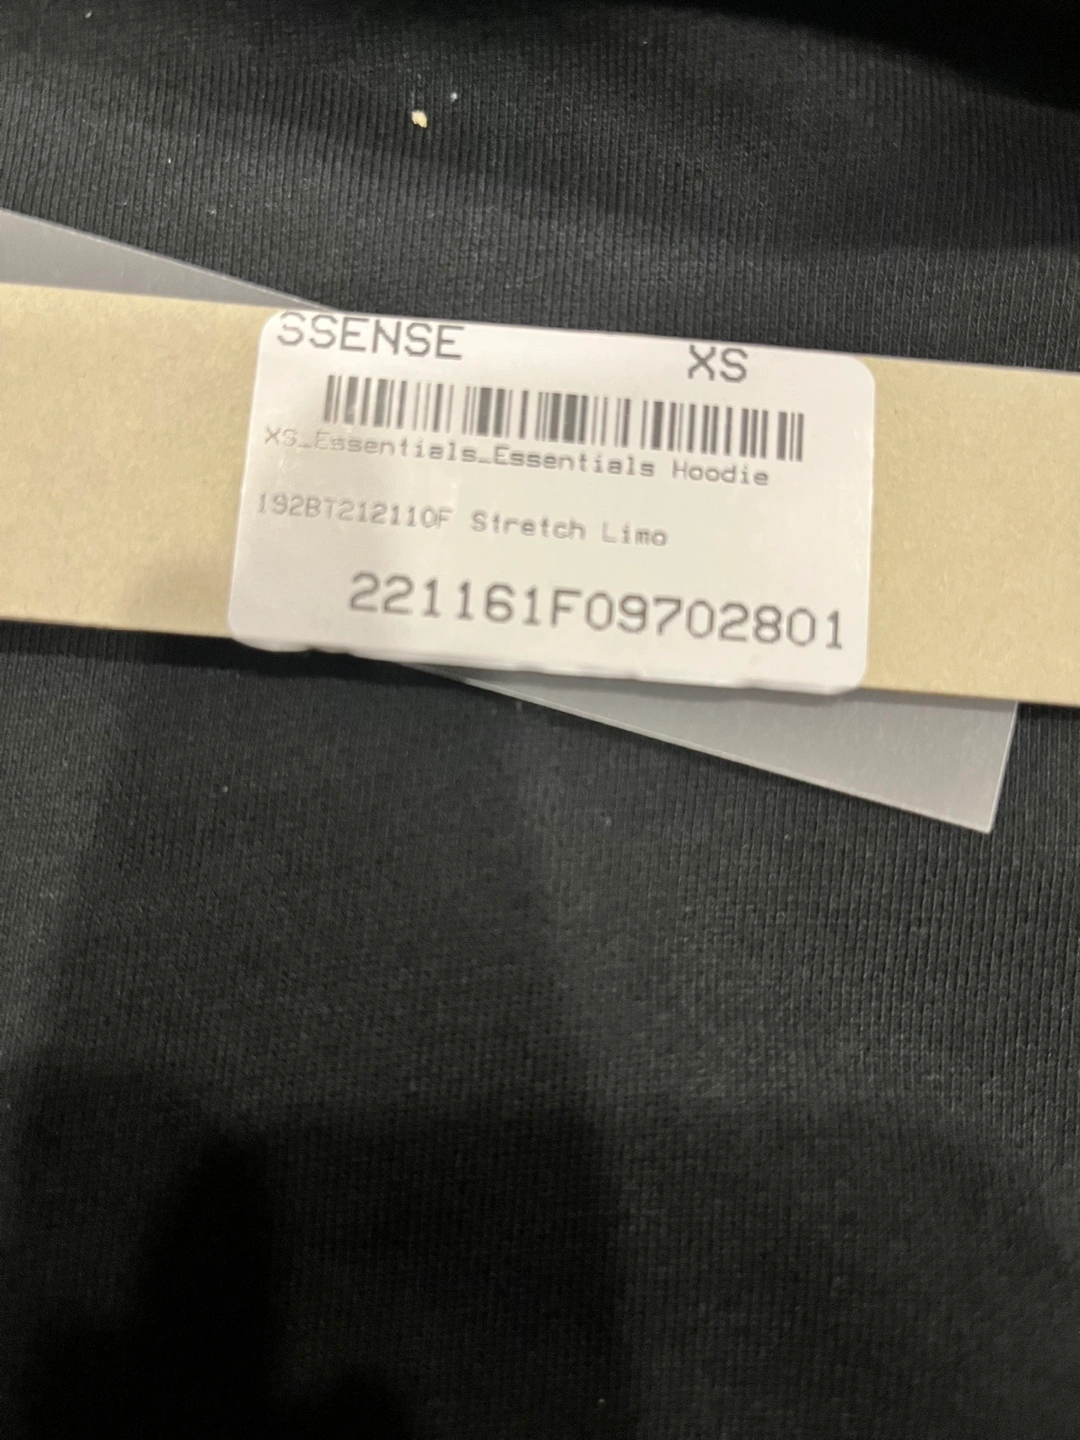 SSENSE
XS
XS_Essentials_Essentials Hoodie
192BT212110F Stretch Limo
221161F09702801